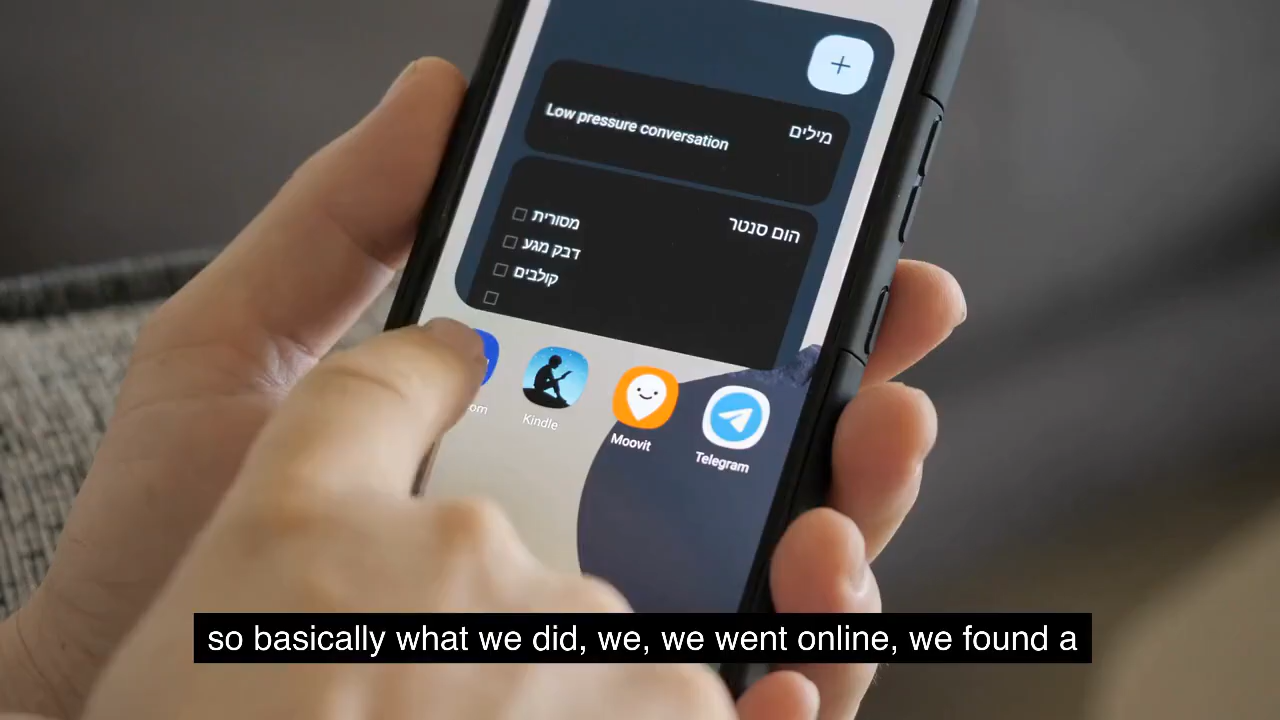 +
מילים
Low pressure conversation
הום סנטר
מסורית
דבק מגע
קולבים
om
Kindle
Moovit
Telegram
so basically what we did, we, we went online, we found a